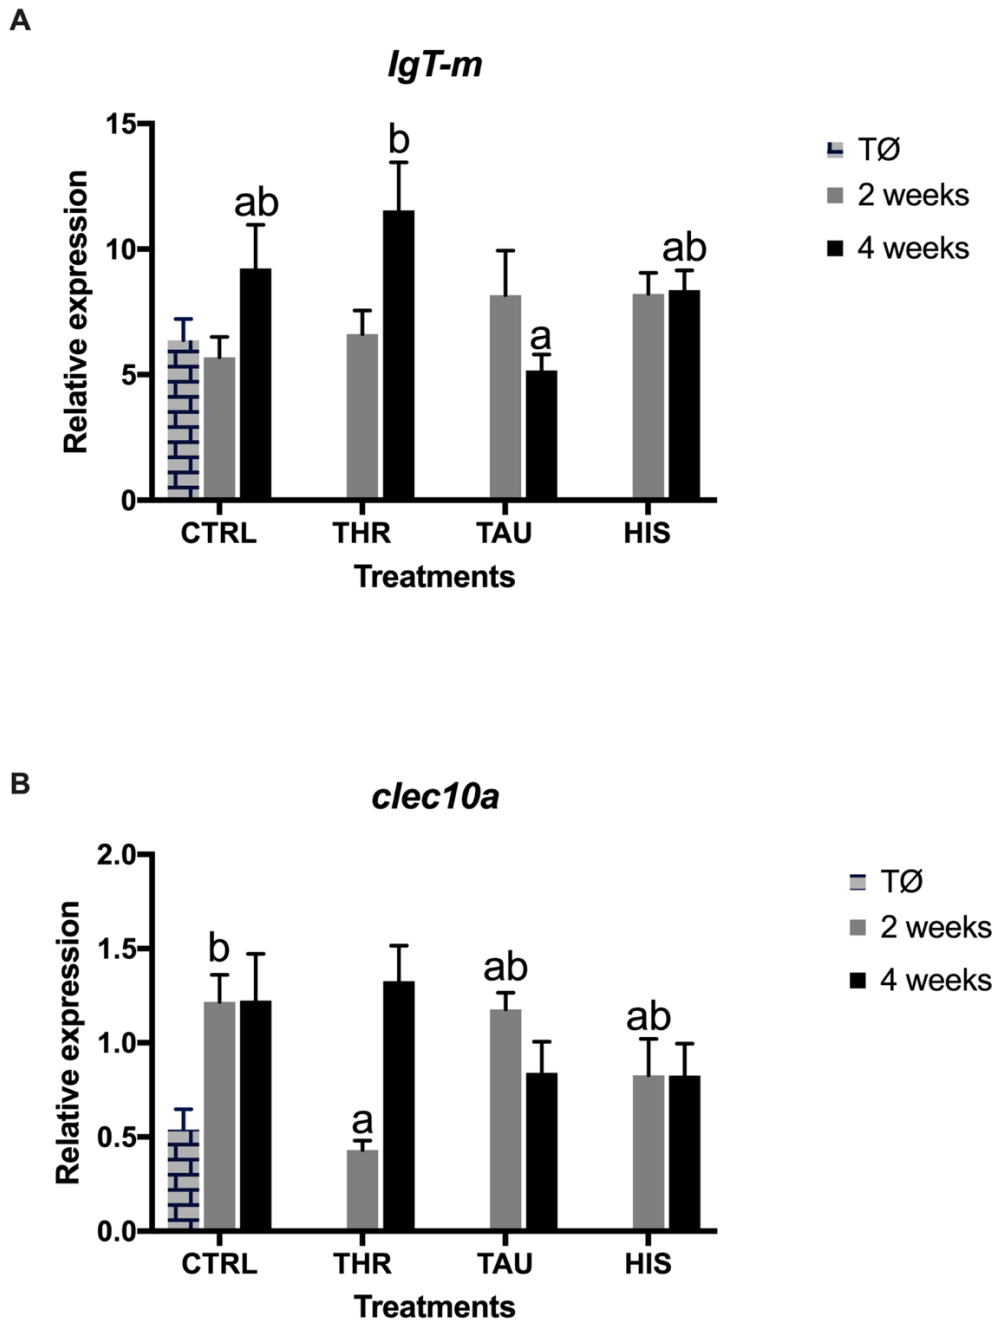 A
IgT-m
15
10
5
0
Relative expression
ab
b
a
ab
CTRL
THR
TAU
HIS
Treatments
TØ
2 weeks
4 weeks
B
clec10a
2.0
1.5
1.0
0.5
0.0
Relative expression
b
a
ab
ab
CTRL
THR
TAU
HIS
Treatments
TØ
2 weeks
4 weeks